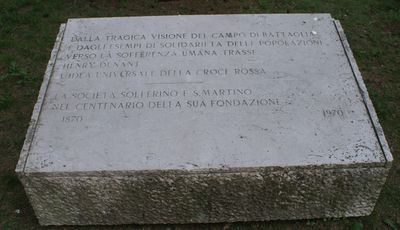 DALLA TRAGICA VISIONE DEL CAMPO DI BATTAGLIA
E DAGLI ESEMPI DI SOLIDARIETÀ DELLE POPOLAZIONI
VERSO LA SOFFERENZA UMANA TRASSE
HENRY DUNANT
L'IDEA UNIVERSALE DELLA CROCE ROSSA
LA SOCIETÀ SOLFERINO E S. MARTINO
NEL CENTENARIO DELLA SUA FONDAZIONE
1870 1970